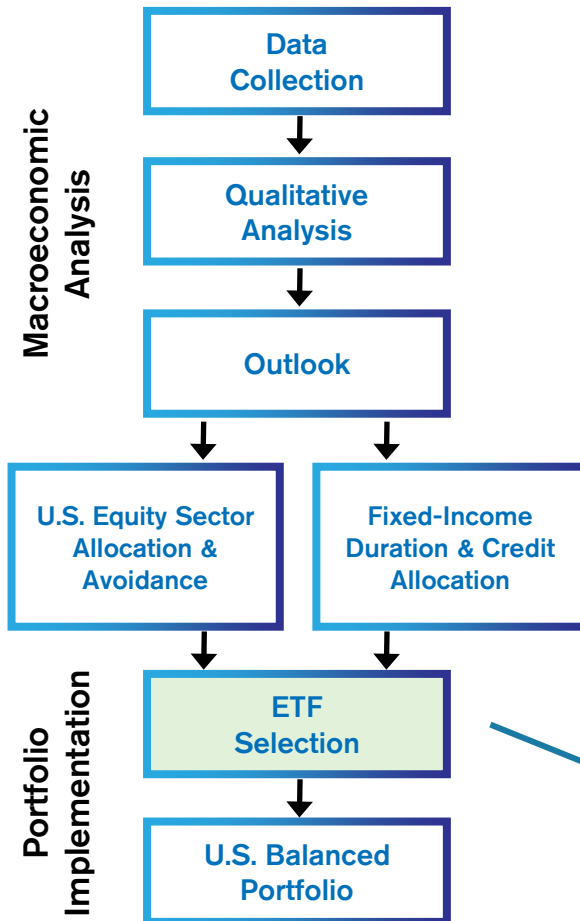 Macroeconomic
Analysis
Data
Collection
Qualitative
Analysis
Outlook
U.S. Equity Sector
Allocation &
Avoidance
Fixed-Income
Duration & Credit
Allocation
Portfolio
Implementation
ETF
Selection
U.S. Balanced
Portfolio